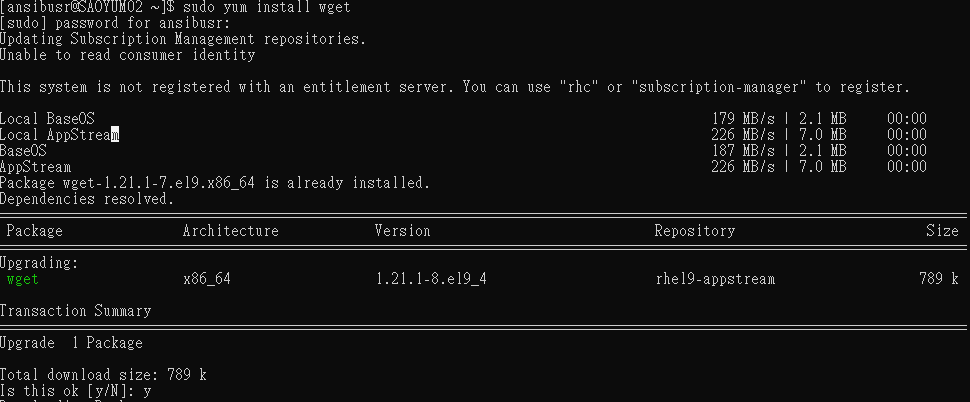 [ansibusr@SAOYUM02 ~]$ sudo yum install wget
[sudo] password for ansibusr:
Updating Subscription Management repositories.
Unable to read consumer identity
This system is not registered with an entitlement server. You can use "rhc" or "subscription-manager" to register.
Local BaseOS 179 MB/s | 2.1 MB 00:00
Local AppStream 226 MB/s | 7.0 MB 00:00
BaseOS 187 MB/s | 2.1 MB 00:00
AppStream 226 MB/s | 7.0 MB 00:00
Package wget-1.21.1-7.el9.x86_64 is already installed.
Dependencies resolved.
Package Architecture Version Repository Size
Upgrading:
wget x86_64 1.21.1-8.el9_4 rhel9-appstream 789 k
Transaction Summary
Upgrade 1 Package
Total download size: 789 k
Is this ok [y/N]: y